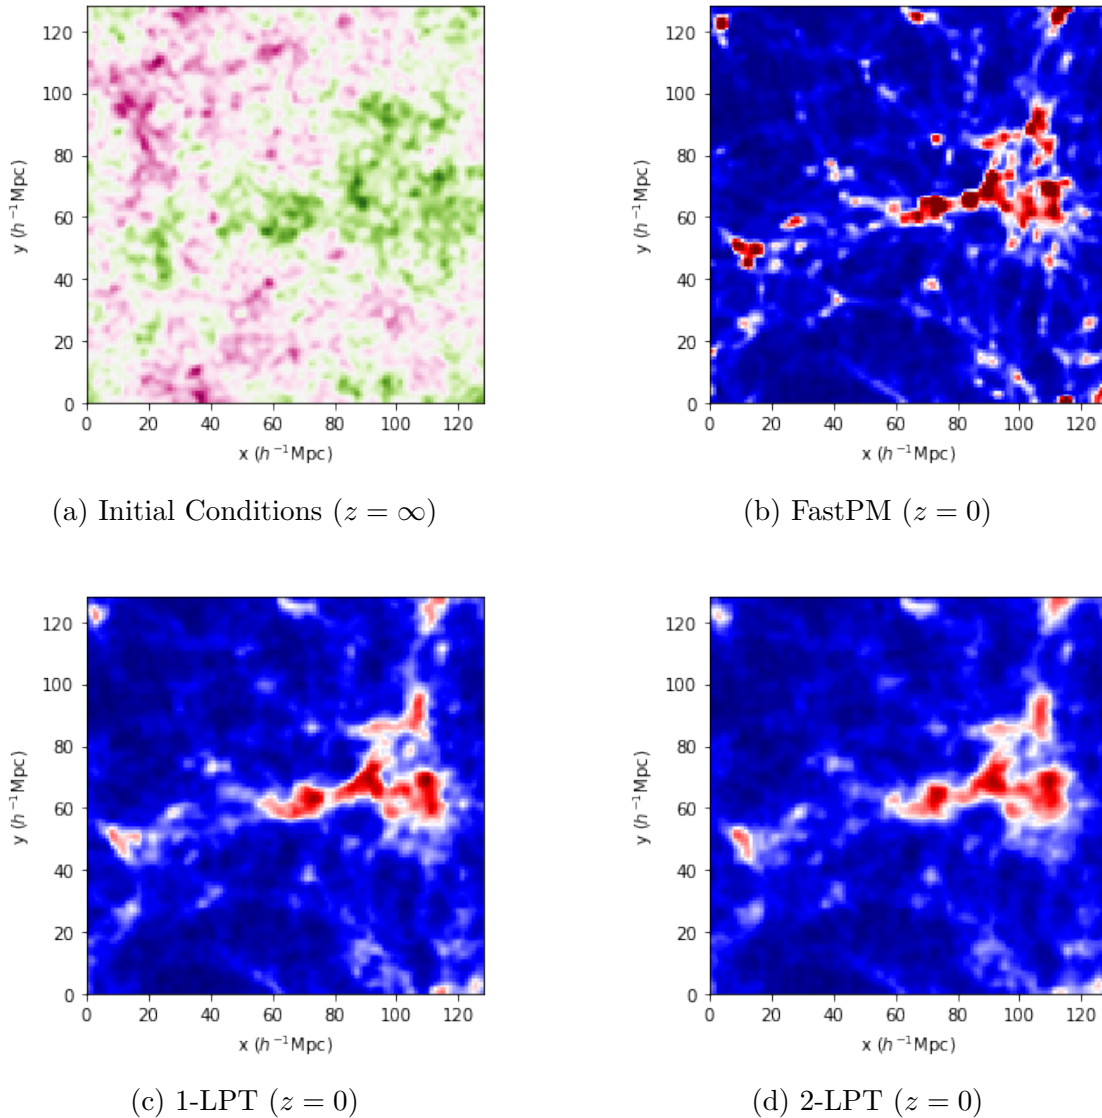 120
100
80
60
40
20
0
y (h⁻¹Mpc)
0 20 40 60 80 100 120
x (h⁻¹Mpc)
(a) Initial Conditions (z = ∞)
120
100
80
60
40
20
0
y (h⁻¹Mpc)
0 20 40 60 80 100 120
x (h⁻¹Mpc)
(b) FastPM (z = 0)
120
100
80
60
40
20
0
y (h⁻¹Mpc)
0 20 40 60 80 100 120
x (h⁻¹Mpc)
(c) 1-LPT (z = 0)
120
100
80
60
40
20
0
y (h⁻¹Mpc)
0 20 40 60 80 100 120
x (h⁻¹Mpc)
(d) 2-LPT (z = 0)